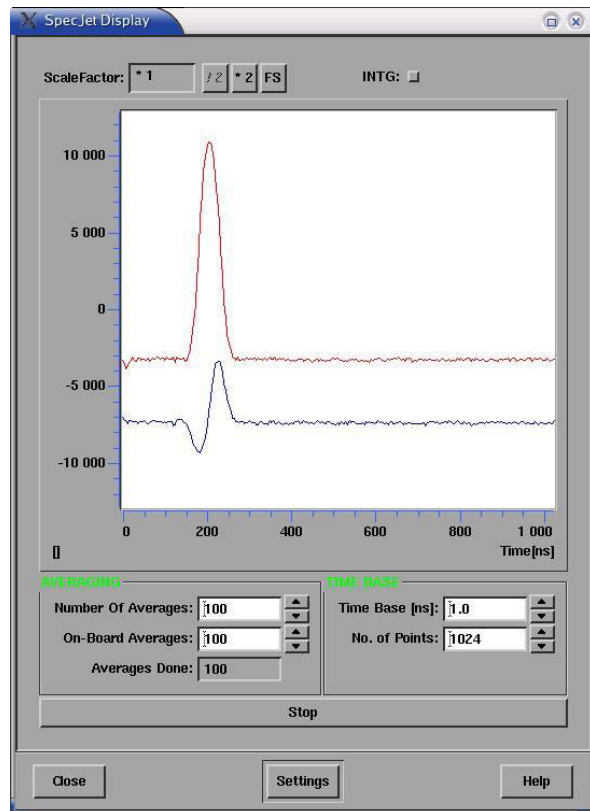 SpecJet Display
ScaleFactor: * 1 / 2 * 2 FS INTG:
10 000
5 000
0
-5 000
-10 000
0 200 400 600 800 1 000
[] Time[ns]
AVERAGING TIME BASE
Number Of Averages: 100 Time Base [ns]: 1.0
On-Board Averages: 100 No. of Points: 1024
Averages Done: 100
Stop
Close Settings Help